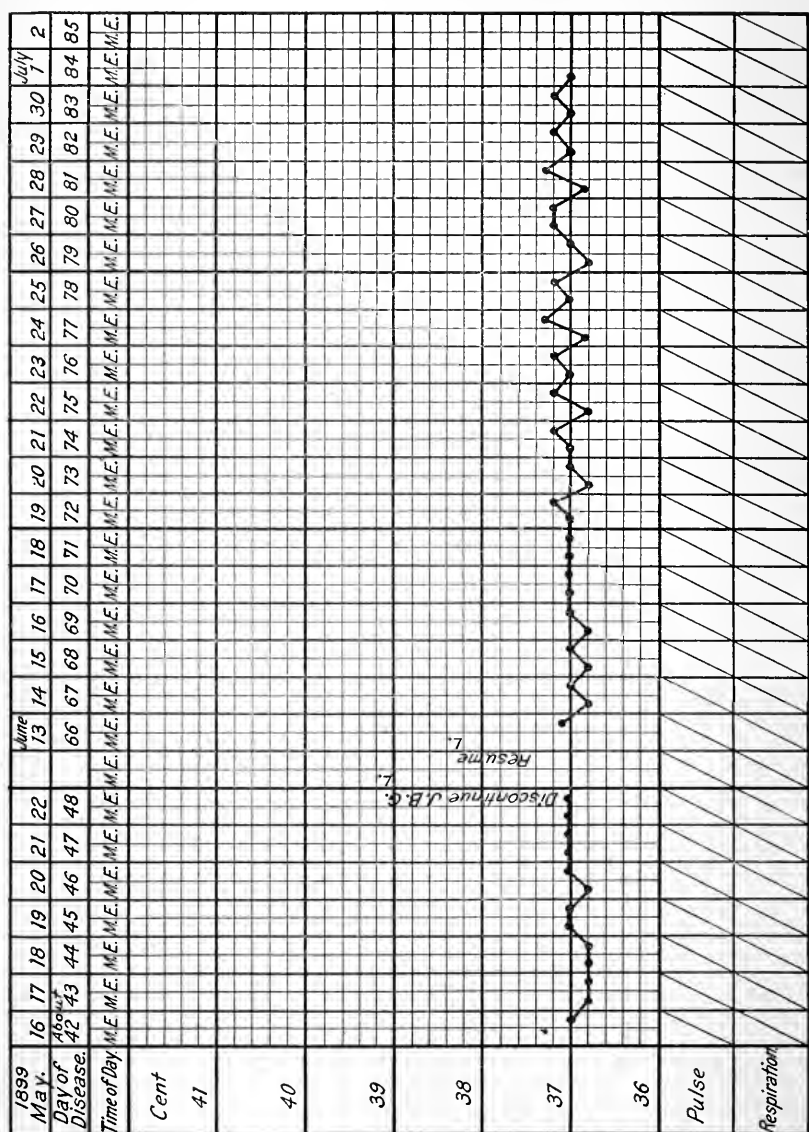 1899
May. 16 17 18 19 20 21 22 June 13 14 15 16 17 18 19 20 21 22 23 24 25 26 27 28 29 30 July 1 2
Day of Disease. About 42 43 44 45 46 47 48 66 67 68 69 70 71 72 73 74 75 76 77 78 79 80 81 82 83 84 85
Time of Day. M.E. M.E. M.E. M.E. M.E. M.E. M.E. M.E. M.E. M.E. M.E. M.E. M.E. M.E. M.E. M.E. M.E. M.E. M.E. M.E. M.E. M.E. M.E. M.E. M.E. M.E. M.E. M.E.
Cent
41
40
39
38
37
36
Discontinue J.B.G.
L.
Resume
L.
Pulse
Respiration